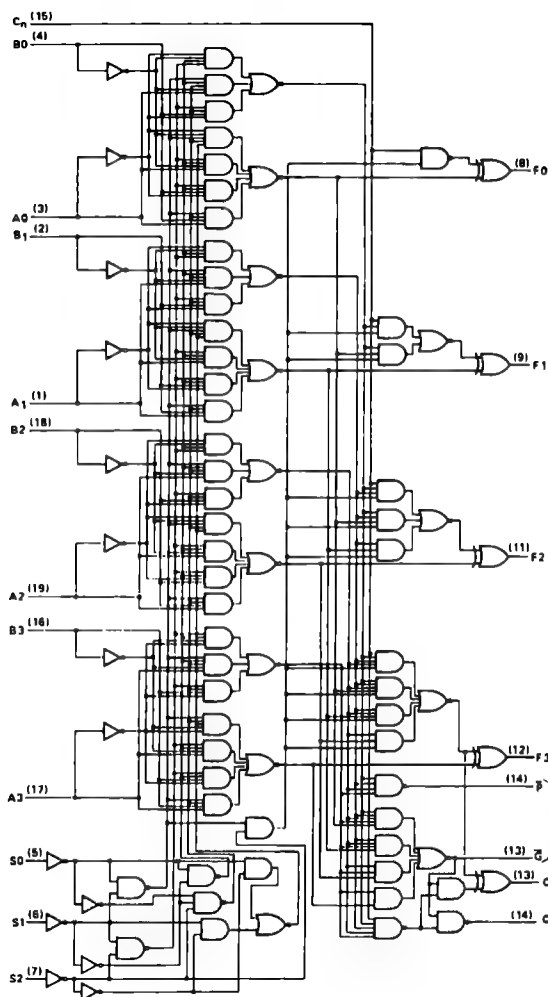 Cn (15)
B0 (4)
(8) F0
A0 (3)
B1 (2)
(9) F1
A1 (1)
B2 (18)
(11) F2
A2 (19)
B3 (16)
(12) F3
(14) P
A3 (17)
(13) G
S0 (5)
(13) C
S1 (6)
(14) C
S2 (7)